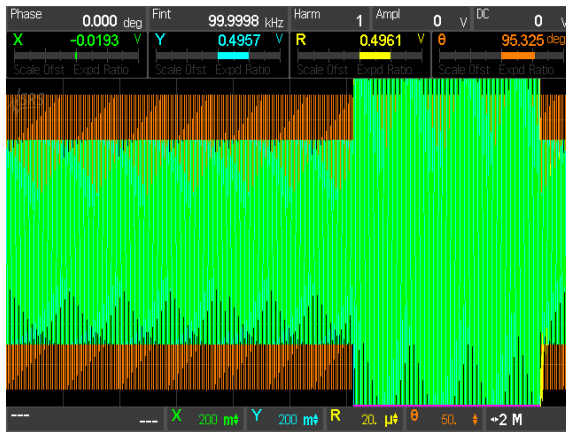 Phase 0.000 deg Fint 99.9998 kHz Harm 1 Ampl 0 V DC 0 V
X -0.0193 V Y 0.4957 V R 0.4961 V θ 95.325 deg
Scale Ofst Expd Ratio Scale Ofst Expd Ratio Scale Ofst Expd Ratio Scale Ofst Expd Ratio
SRS
--- --- X 200 m Y 200 m R 20. µ θ 50. 2 M